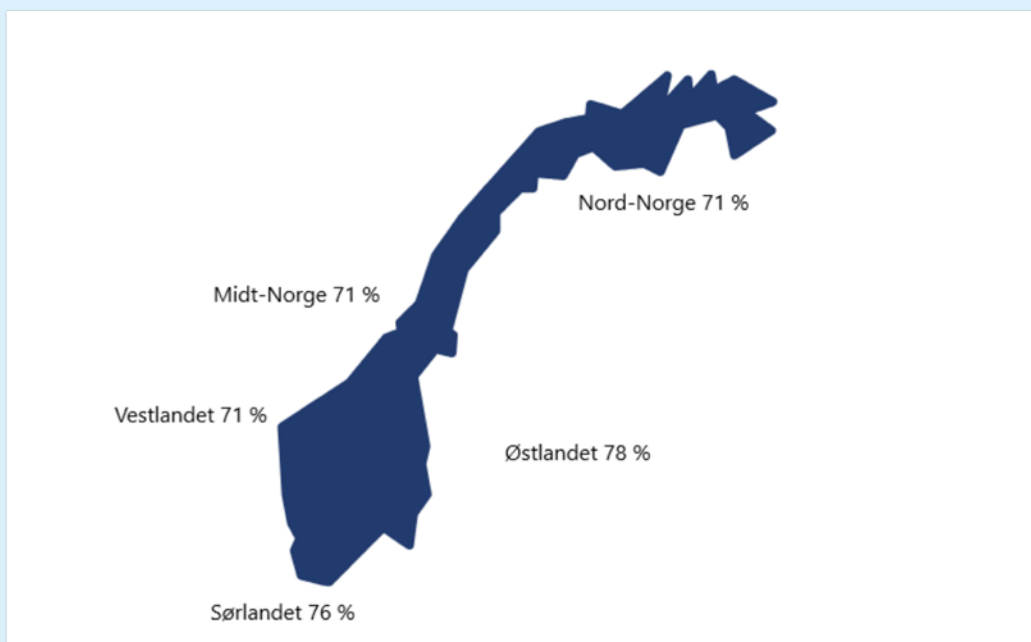 Nord-Norge 71 %
Midt-Norge 71 %
Vestlandet 71 %
Østlandet 78 %
Sørlandet 76 %